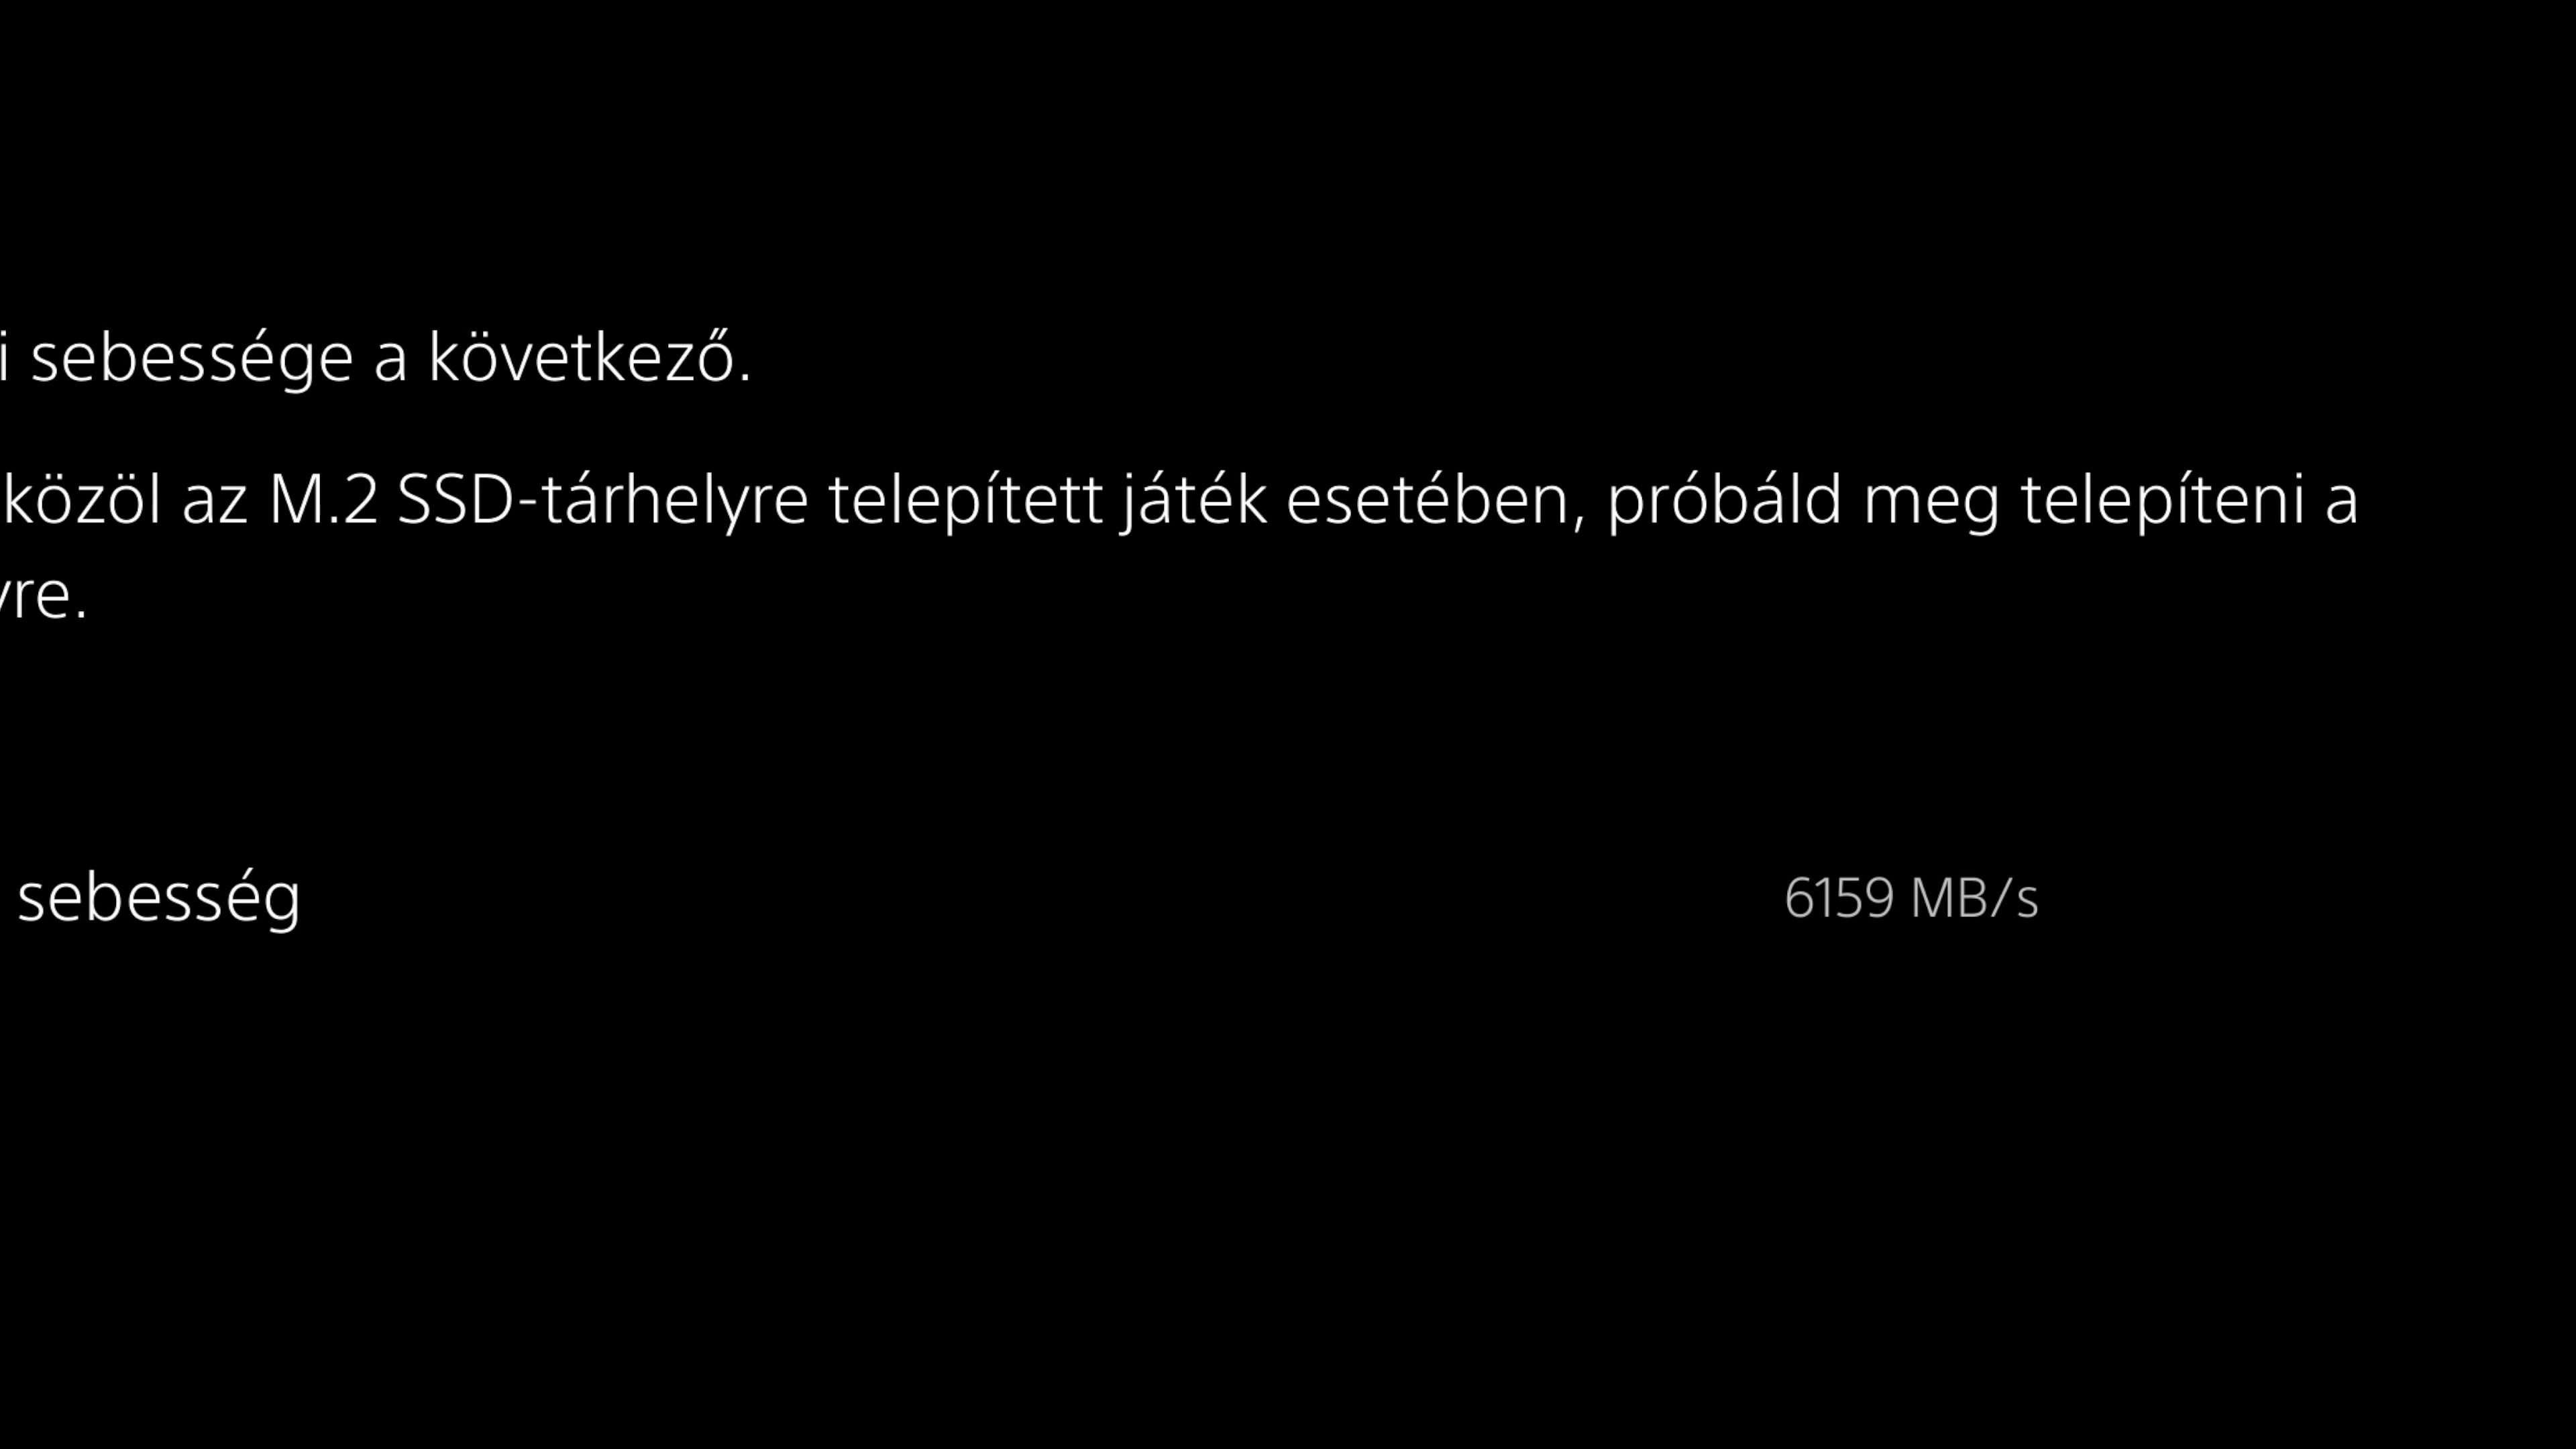 sebessége a következő.
közöl az M.2 SSD-tárhelyre telepített játék esetében, próbáld meg telepíteni a
yre.
sebesség 6159 MB/s